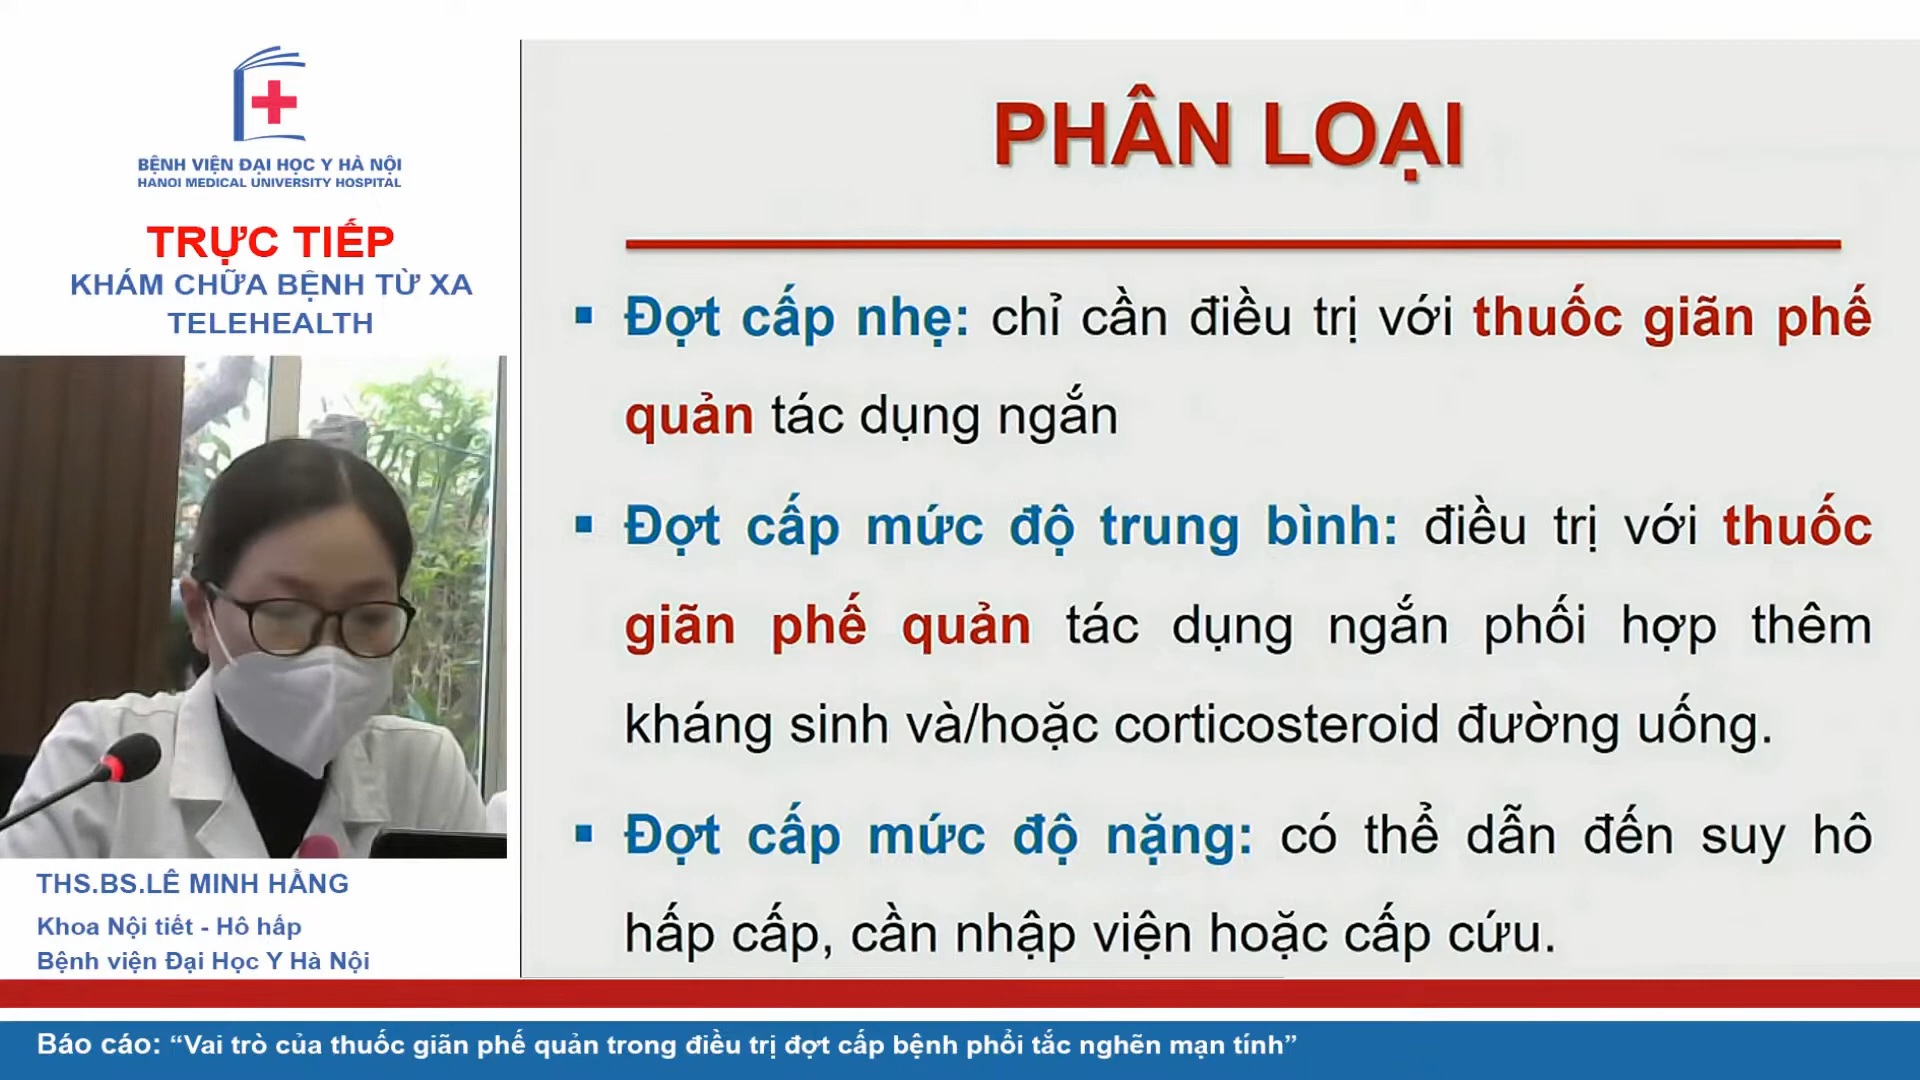 BỆNH VIỆN ĐẠI HỌC Y HÀ NỘI
HANOI MEDICAL UNIVERSITY HOSPITAL
TRỰC TIẾP
KHÁM CHỮA BỆNH TỪ XA
TELEHEALTH
THS.BS.LÊ MINH HẰNG
Khoa Nội tiết - Hô hấp
Bệnh viện Đại Học Y Hà Nội
PHÂN LOẠI
▪ Đợt cấp nhẹ: chỉ cần điều trị với thuốc giãn phế
quản tác dụng ngắn
▪ Đợt cấp mức độ trung bình: điều trị với thuốc
giãn phế quản tác dụng ngắn phối hợp thêm
kháng sinh và/hoặc corticosteroid đường uống.
▪ Đợt cấp mức độ nặng: có thể dẫn đến suy hô
hấp cấp, cần nhập viện hoặc cấp cứu.
Báo cáo: “Vai trò của thuốc giãn phế quản trong điều trị đợt cấp bệnh phổi tắc nghẽn mạn tính”